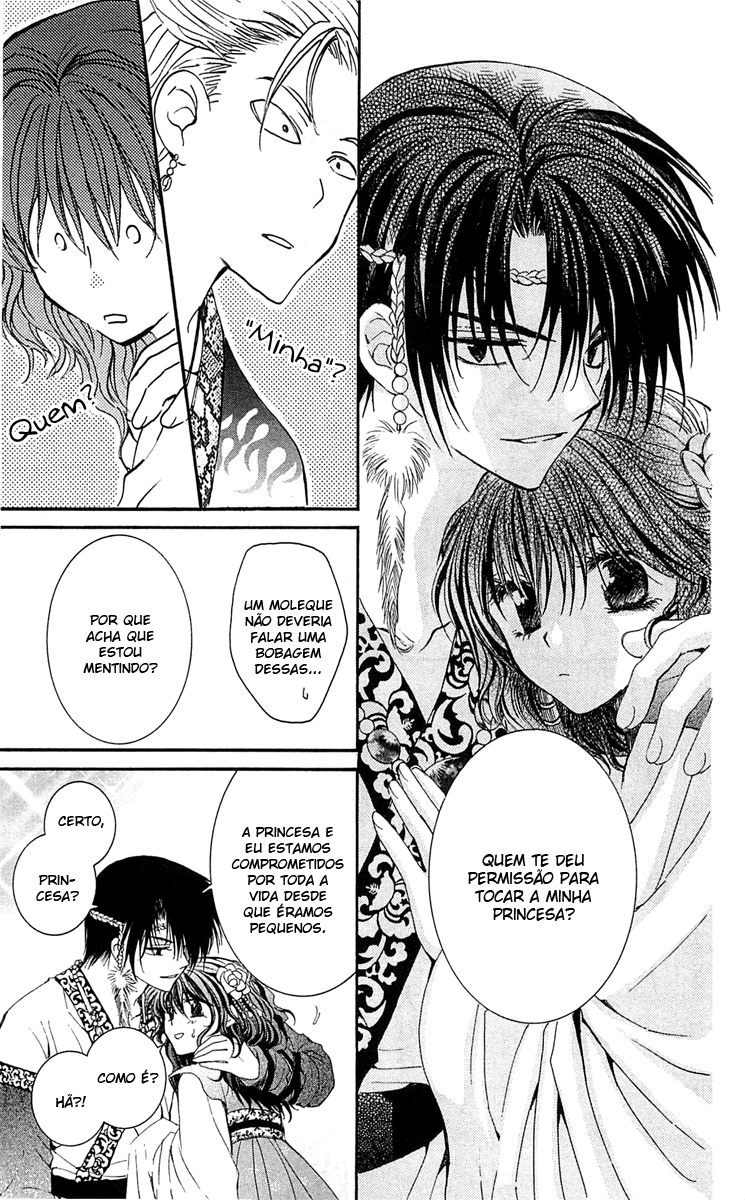 QUEM TE DEU
PERMISSÃO PARA
TOCAR A MINHA
PRINCESA?
"Minha"?
Quem?
UM MOLEQUE
NÃO DEVERIA
FALAR UMA
BOBAGEM
DESSAS...
POR QUE
ACHA QUE
ESTOU
MENTINDO?
A PRINCESA E
EU ESTAMOS
COMPROMETIDOS
POR TODA A
VIDA DESDE
QUE ÉRAMOS
PEQUENOS.
CERTO,
PRIN-
CESA?
COMO É?
HÃ?!